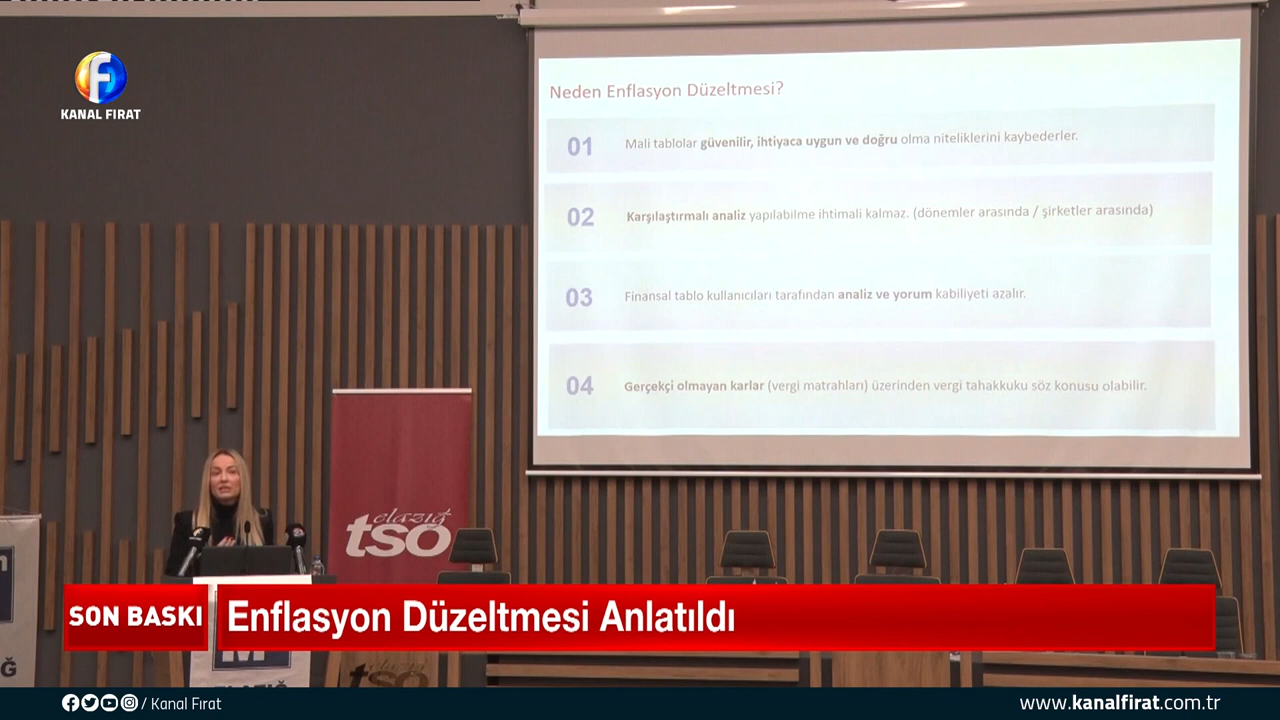 KANAL FIRAT
Neden Enflasyon Düzeltmesi?
01 Mali tablolar güvenilir, ihtiyaca uygun ve doğru olma niteliklerini kaybederler.
02 Karşılaştırmalı analiz yapılabilme ihtimali kalmaz. (dönemler arasında / şirketler arasında)
03 Finansal tablo kullanıcıları tarafından analiz ve yorum kabiliyeti azalır.
04 Gerçekçi olmayan karlar (vergi matrahları) üzerinden vergi tahakkuku söz konusu olabilir.
elazığ
tso
SON BASKI
Enflasyon Düzeltmesi Anlatıldı
elazığ
tso
/ Kanal Fırat
www.kanalfirat.com.tr